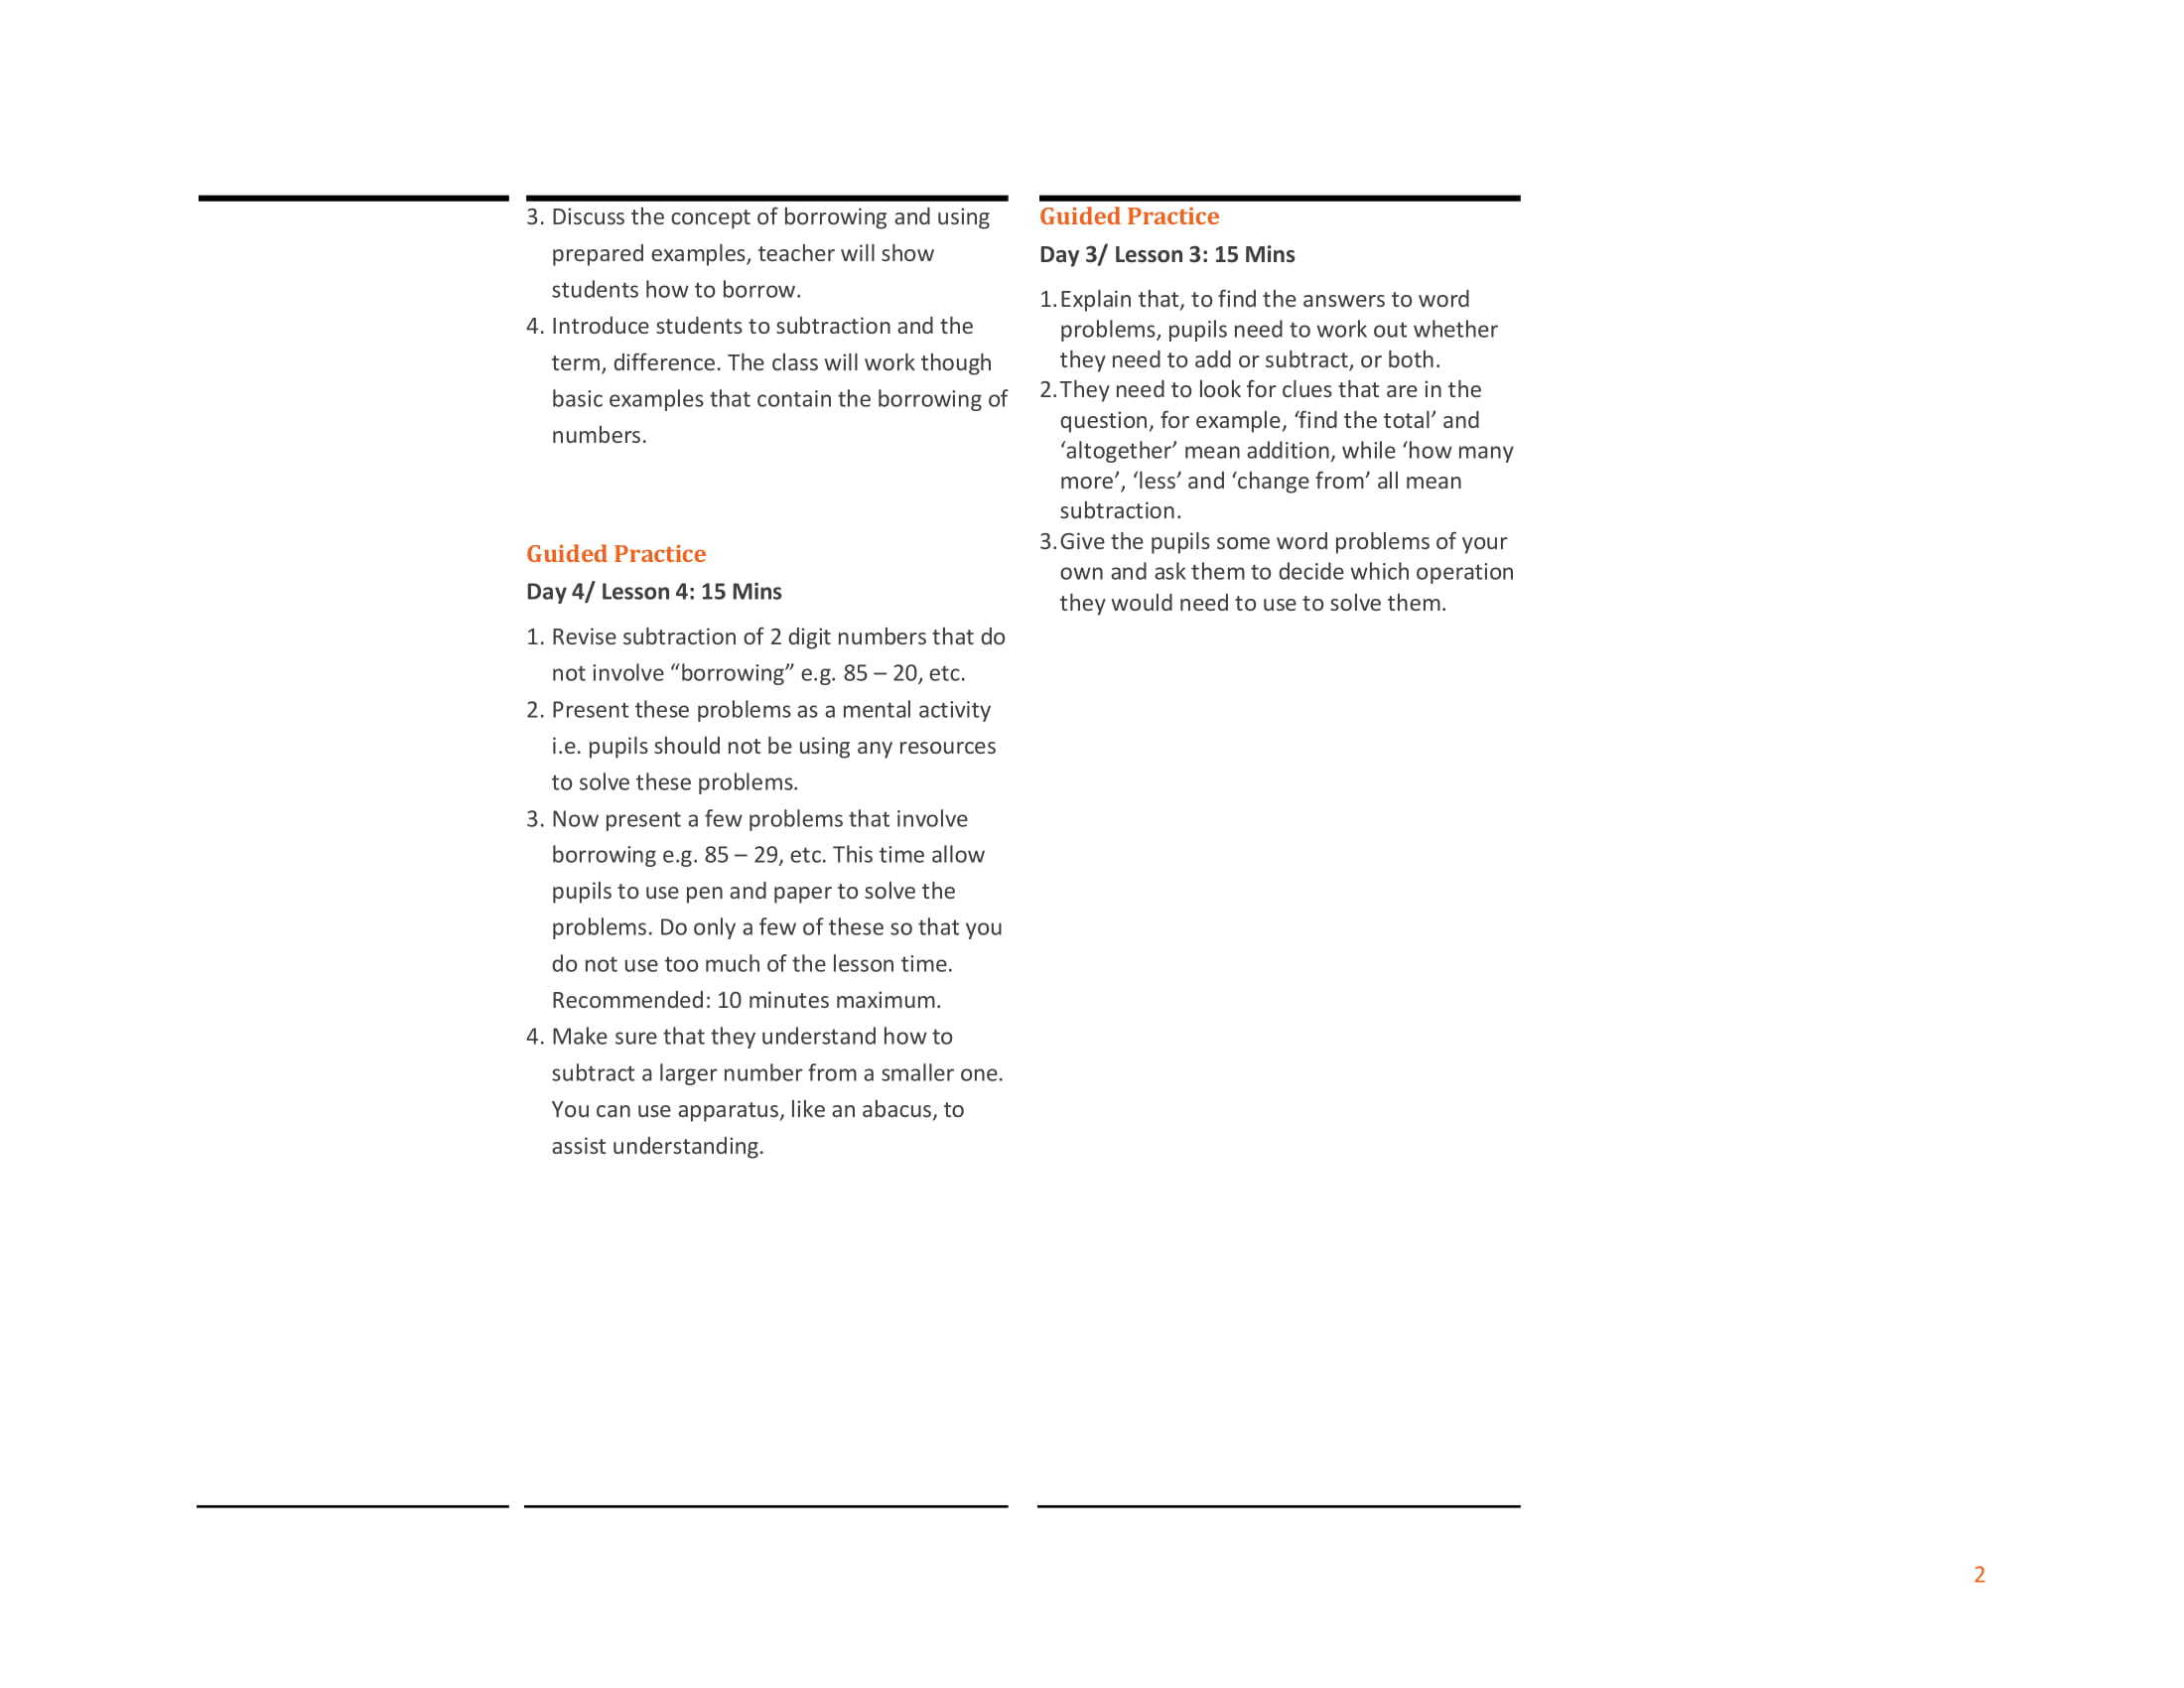 3. Discuss the concept of borrowing and using
prepared examples, teacher will show
students how to borrow.
4. Introduce students to subtraction and the
term, difference. The class will work though
basic examples that contain the borrowing of
numbers.
Guided Practice
Day 4/ Lesson 4: 15 Mins
1. Revise subtraction of 2 digit numbers that do
not involve “borrowing” e.g. 85 – 20, etc.
2. Present these problems as a mental activity
i.e. pupils should not be using any resources
to solve these problems.
3. Now present a few problems that involve
borrowing e.g. 85 – 29, etc. This time allow
pupils to use pen and paper to solve the
problems. Do only a few of these so that you
do not use too much of the lesson time.
Recommended: 10 minutes maximum.
4. Make sure that they understand how to
subtract a larger number from a smaller one.
You can use apparatus, like an abacus, to
assist understanding.
Guided Practice
Day 3/ Lesson 3: 15 Mins
1. Explain that, to find the answers to word
problems, pupils need to work out whether
they need to add or subtract, or both.
2. They need to look for clues that are in the
question, for example, ‘find the total’ and
‘altogether’ mean addition, while ‘how many
more’, ‘less’ and ‘change from’ all mean
subtraction.
3. Give the pupils some word problems of your
own and ask them to decide which operation
they would need to use to solve them.
2